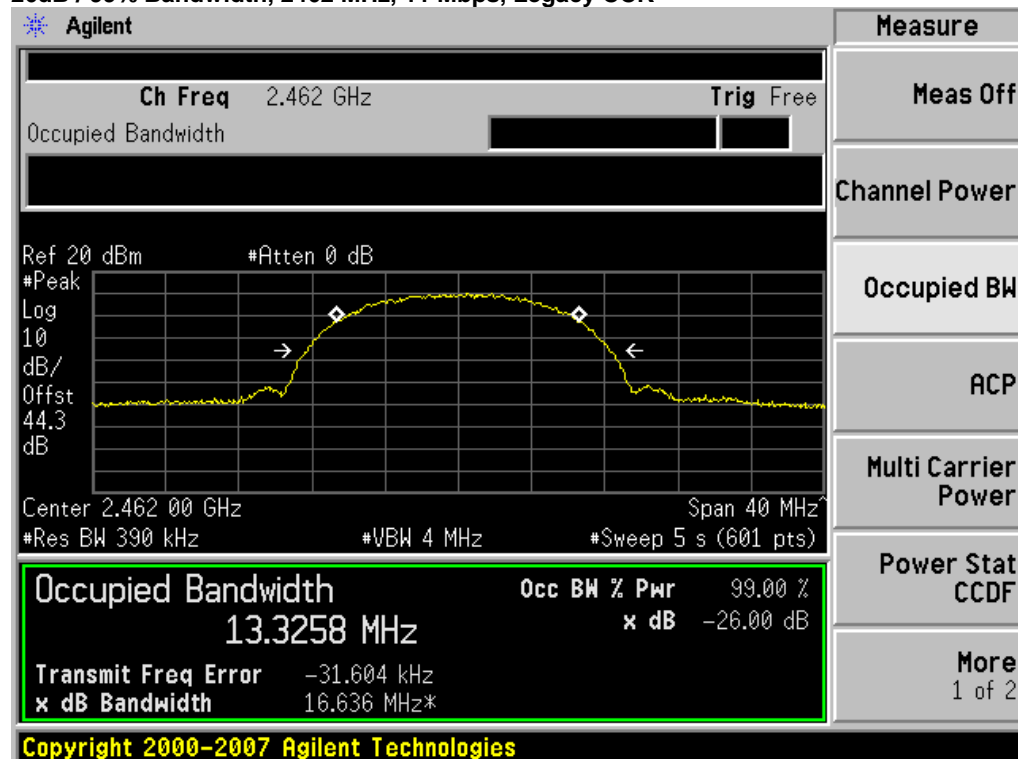 Agilent
Measure
Ch Freq 2.462 GHz Trig Free
Occupied Bandwidth
Meas Off
Channel Power
Occupied BW
ACP
Multi Carrier
Power
Power Stat
CCDF
More
1 of 2
Ref 20 dBm #Atten 0 dB
#Peak
Log
10
dB/
Offst
44.3
dB
Center 2.462 00 GHz Span 40 MHz^
#Res BW 390 kHz #VBW 4 MHz #Sweep 5 s (601 pts)
Occupied Bandwidth Occ BW % Pwr 99.00 %
13.3258 MHz x dB -26.00 dB
Transmit Freq Error -31.604 kHz
x dB Bandwidth 16.636 MHz*
Copyright 2000-2007 Agilent Technologies